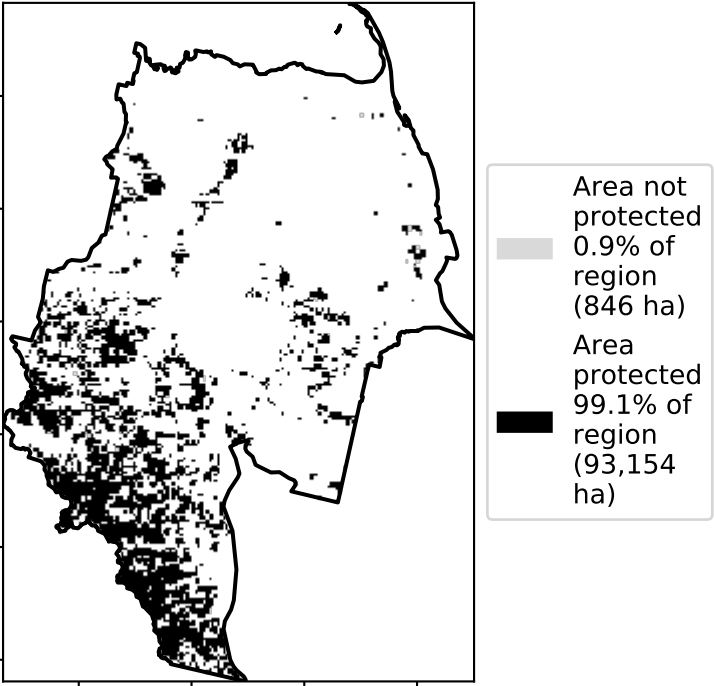 Area not
protected
0.9% of
region
(846 ha)
Area
protected
99.1% of
region
(93,154
ha)